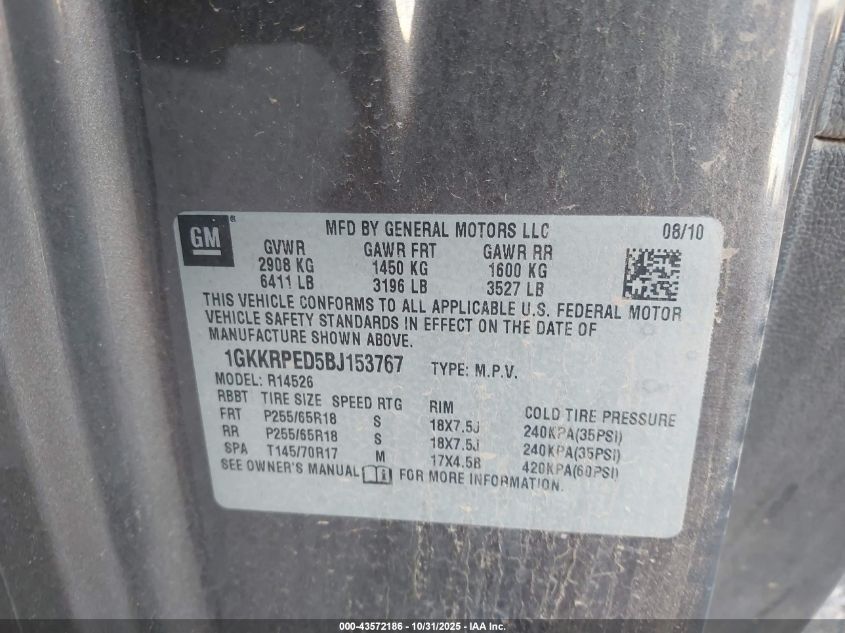 GM ® MFD BY GENERAL MOTORS LLC 08/10
GVWR GAWR FRT GAWR RR
2908 KG 1450 KG 1600 KG
6411 LB 3196 LB 3527 LB
THIS VEHICLE CONFORMS TO ALL APPLICABLE U.S. FEDERAL MOTOR
VEHICLE SAFETY STANDARDS IN EFFECT ON THE DATE OF
MANUFACTURE SHOWN ABOVE.
1GKKRPED5BJ153767 TYPE: M.P.V.
MODEL: R14526
RBBT TIRE SIZE SPEED RTG RIM COLD TIRE PRESSURE
FRT P255/65R18 S 18X7.5J 240KPA(35PSI)
RR P255/65R18 S 18X7.5J 240KPA(35PSI)
SPA T145/70R17 M 17X4.5B 420KPA(60PSI)
SEE OWNER'S MANUAL FOR MORE INFORMATION.
000-43572186 - 10/31/2025 - IAA Inc. (IAA)